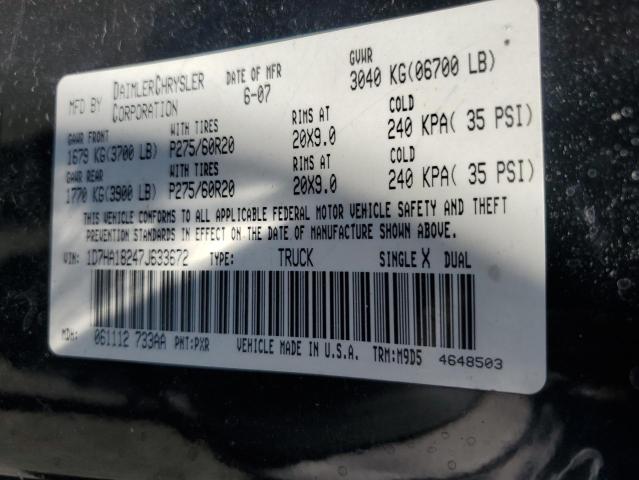 MFD BY DAIMLERCHRYSLER CORPORATION
DATE OF MFR 6-07
GVWR 3040 KG(06700 LB)
GAWR FRONT WITH TIRES RIMS AT COLD
1679 KG(3700 LB) P275/60R20 20X9.0 240 KPA( 35 PSI)
GAWR REAR WITH TIRES RIMS AT COLD
1770 KG(3900 LB) P275/60R20 20X9.0 240 KPA( 35 PSI)
THIS VEHICLE CONFORMS TO ALL APPLICABLE FEDERAL MOTOR VEHICLE SAFETY AND THEFT
PREVENTION STANDARDS IN EFFECT ON THE DATE OF MANUFACTURE SHOWN ABOVE.
VIN: 1D7HA18247J633672 TYPE: TRUCK SINGLE X DUAL
MDH: 061112 733AA PNT:PXR VEHICLE MADE IN U.S.A. TRM:M9D5 4648503